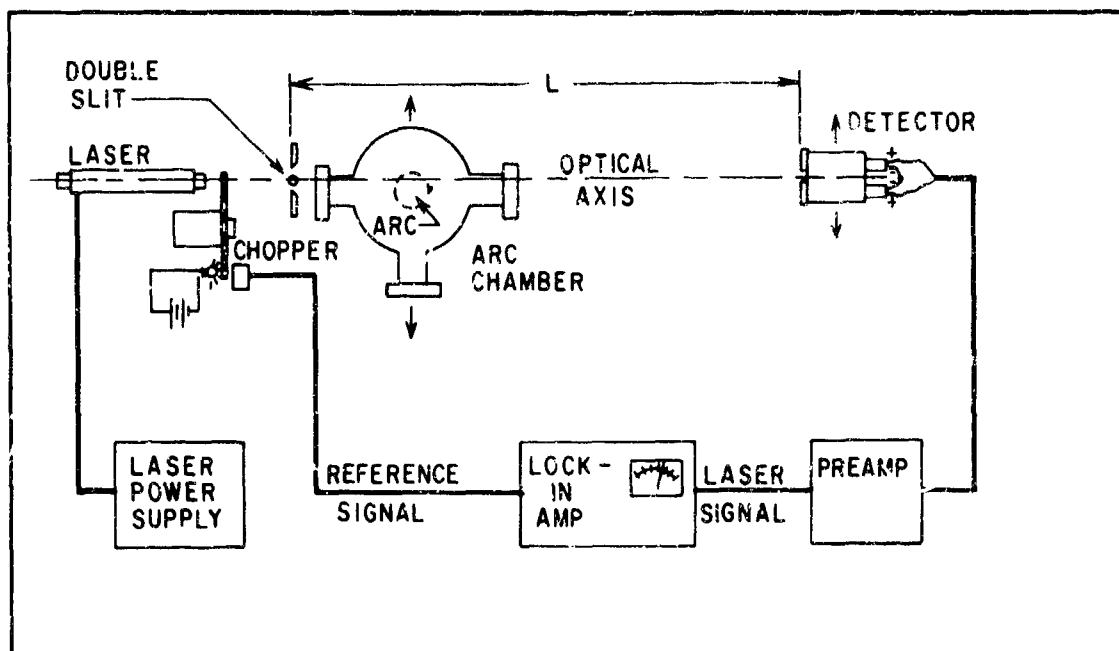 DOUBLE
SLIT
L
DETECTOR
LASER
OPTICAL
AXIS
ARC
CHOPPER
ARC
CHAMBER
LASER
POWER
SUPPLY
REFERENCE
SIGNAL
LOCK-
IN
AMP
LASER
SIGNAL
PREAMP